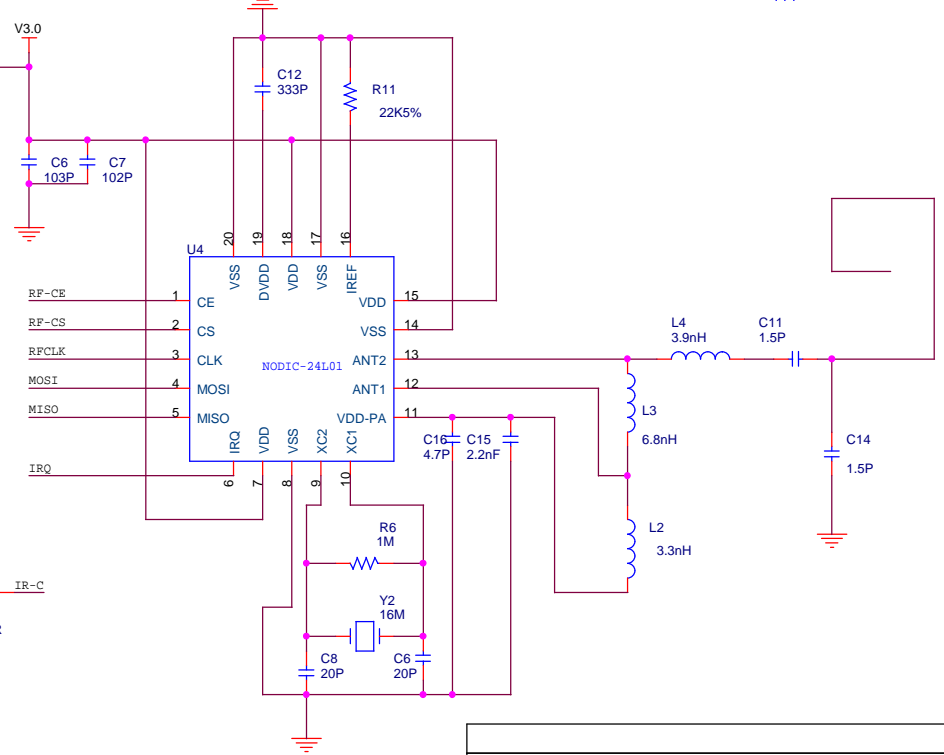 V3.0
C12
333P
R11
22K5%
C6
103P
C7
102P
U4
20
19
18
17
16
VSS
DVDD
VDD
VSS
IREF
RF-CE
1
CE
VDD
15
RF-CS
2
CS
VSS
14
RFCLK
3
CLK
NODIC-24L01
ANT2
13
MOSI
4
MOSI
ANT1
12
MISO
5
MISO
VDD-PA
11
IRQ
VDD
VSS
XC2
XC1
IRQ
6
7
8
9
10
L4
3.9nH
C11
1.5P
L3
6.8nH
C16
4.7P
C15
2.2nF
C14
1.5P
L2
3.3nH
R6
1M
Y2
16M
C8
20P
C6
20P
IR-C